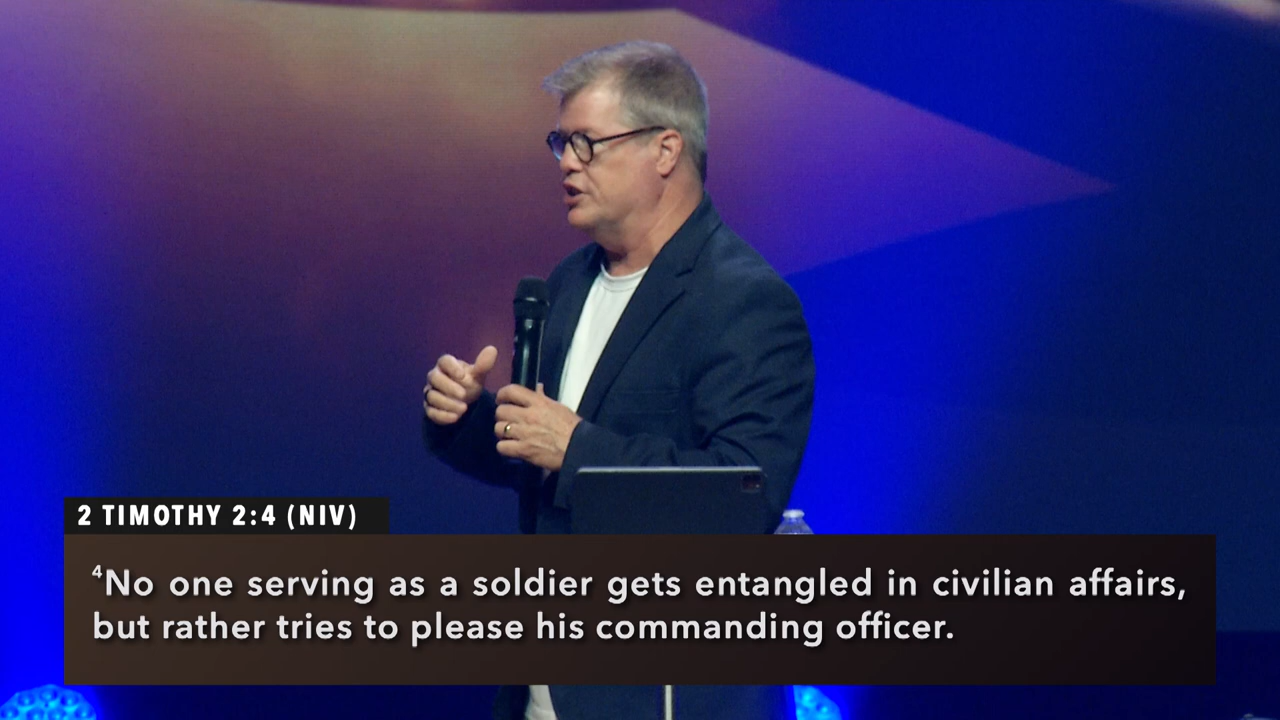 2 TIMOTHY 2:4 (NIV)
⁴No one serving as a soldier gets entangled in civilian affairs,
but rather tries to please his commanding officer.